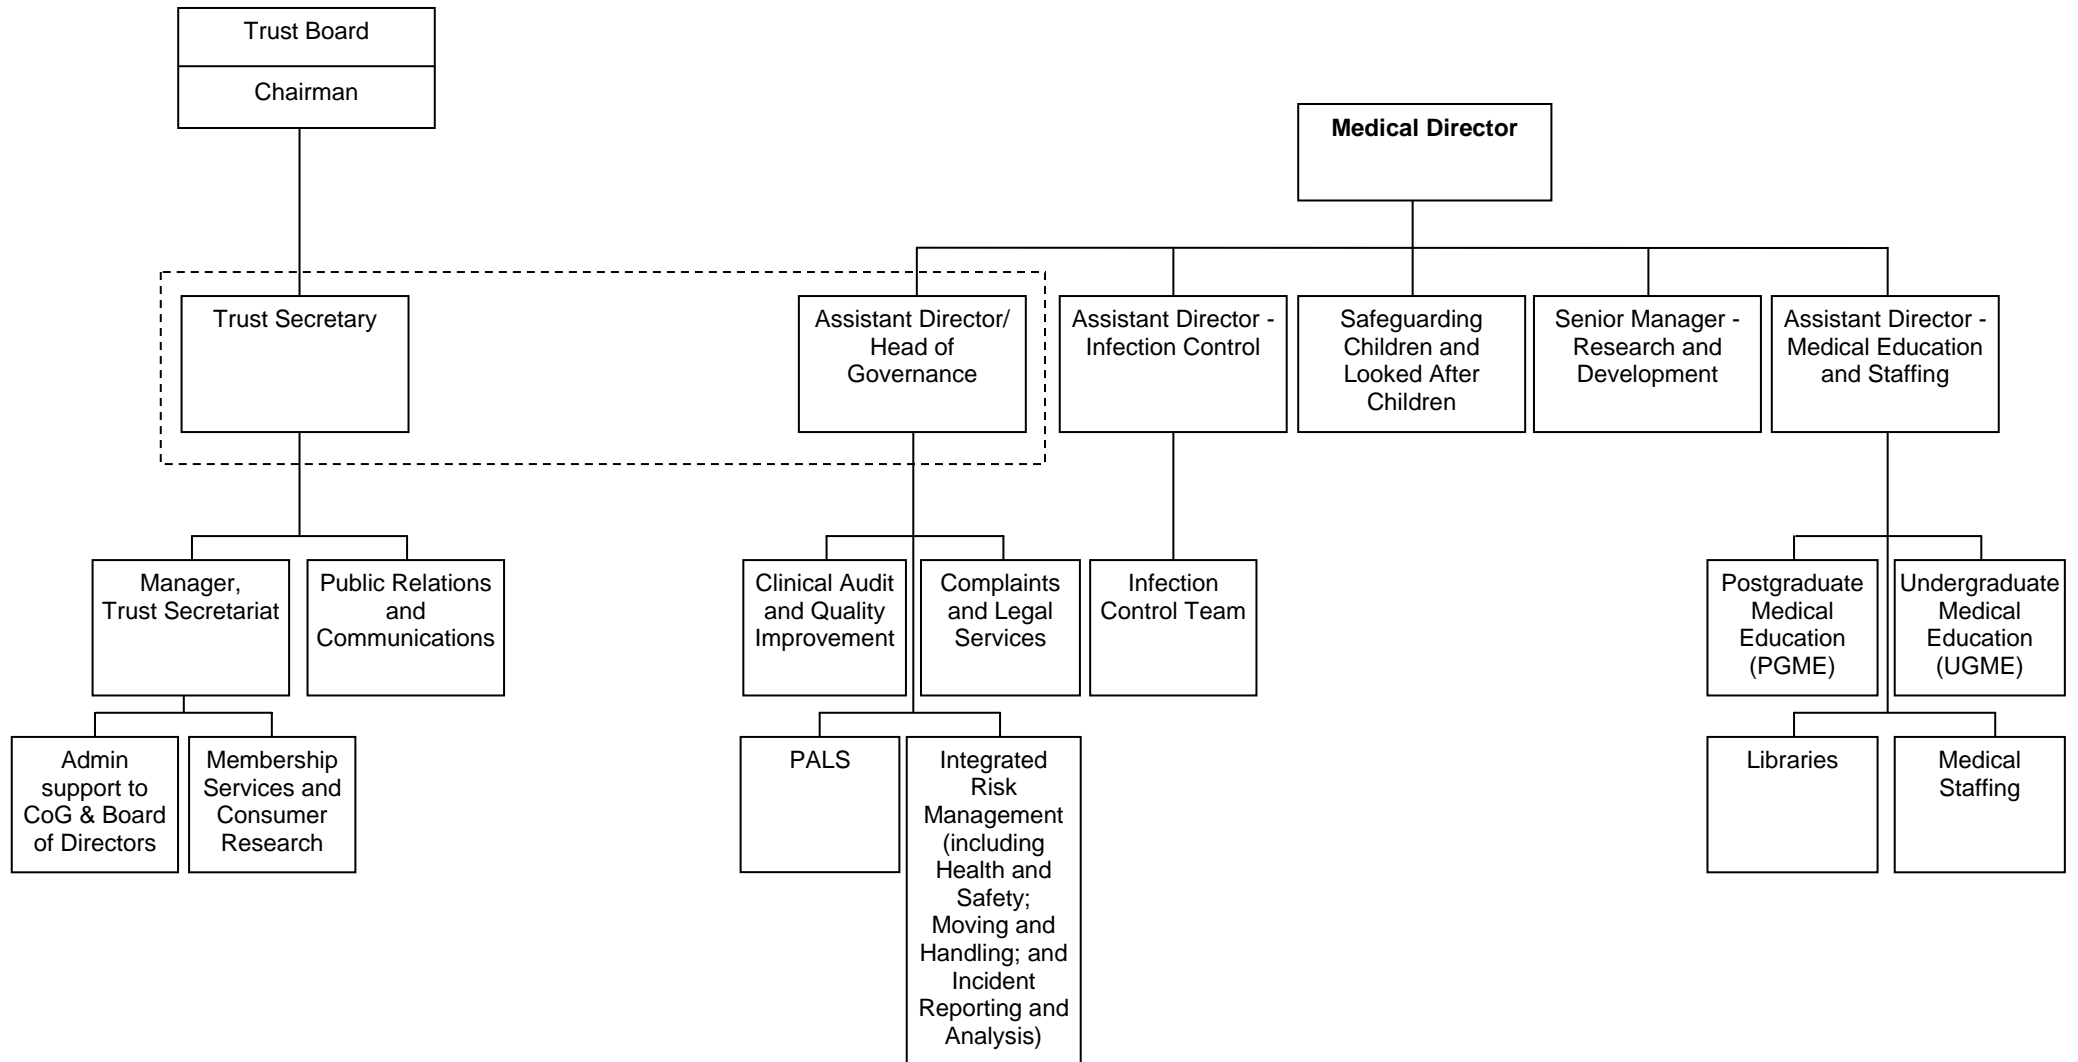 Trust Board
Chairman
Medical Director
Trust Secretary
Assistant Director/
Head of
Governance
Assistant Director -
Infection Control
Safeguarding
Children and
Looked After
Children
Senior Manager -
Research and
Development
Assistant Director -
Medical Education
and Staffing
Manager,
Trust Secretariat
Public Relations
and
Communications
Clinical Audit
and Quality
Improvement
Complaints
and Legal
Services
Infection
Control Team
Postgraduate
Medical
Education
(PGME)
Undergraduate
Medical
Education
(UGME)
Admin
support to
CoG & Board
of Directors
Membership
Services and
Consumer
Research
PALS
Integrated
Risk
Management
(including
Health and
Safety;
Moving and
Handling; and
Incident
Reporting and
Analysis)
Libraries
Medical
Staffing